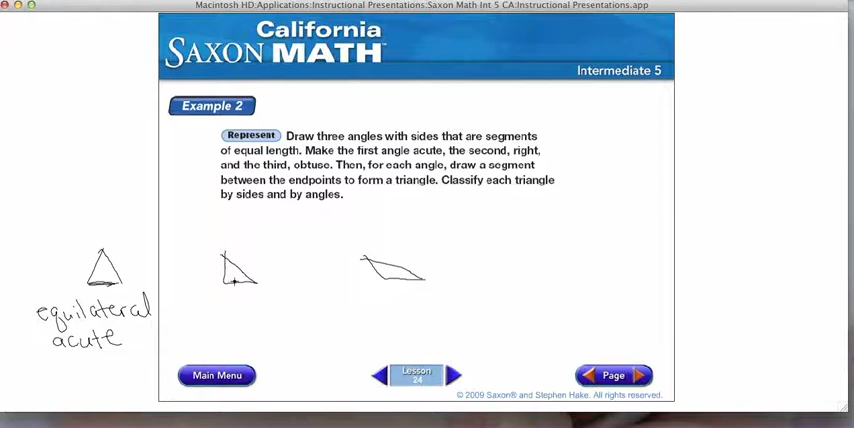 Macintosh HD:Applications:Instructional Presentations:Saxon Math Int 5 CA:Instructional Presentations.app
California
SAXON MATH™
Intermediate 5
Example 2
Represent Draw three angles with sides that are segments
of equal length. Make the first angle acute, the second, right,
and the third, obtuse. Then, for each angle, draw a segment
between the endpoints to form a triangle. Classify each triangle
by sides and by angles.
equilateral
acute
Main Menu
Lesson
24
Page
© 2009 Saxon® and Stephen Hake. All rights reserved.